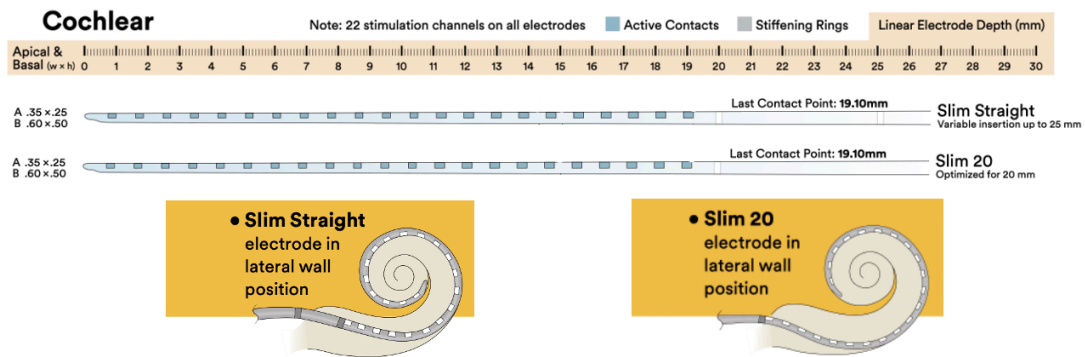 Cochlear
Note: 22 stimulation channels on all electrodes
Active Contacts
Stiffening Rings
Linear Electrode Depth (mm)
Apical &
Basal (w × h)
0 1 2 3 4 5 6 7 8 9 10 11 12 13 14 15 16 17 18 19 20 21 22 23 24 25 26 27 28 29 30
A .35 ×.25
B .60 ×.50
Last Contact Point: 19.10mm
Slim Straight
Variable insertion up to 25 mm
A .35 ×.25
B .60 ×.50
Last Contact Point: 19.10mm
Slim 20
Optimized for 20 mm
• Slim Straight
electrode in
lateral wall
position
• Slim 20
electrode in
lateral wall
position